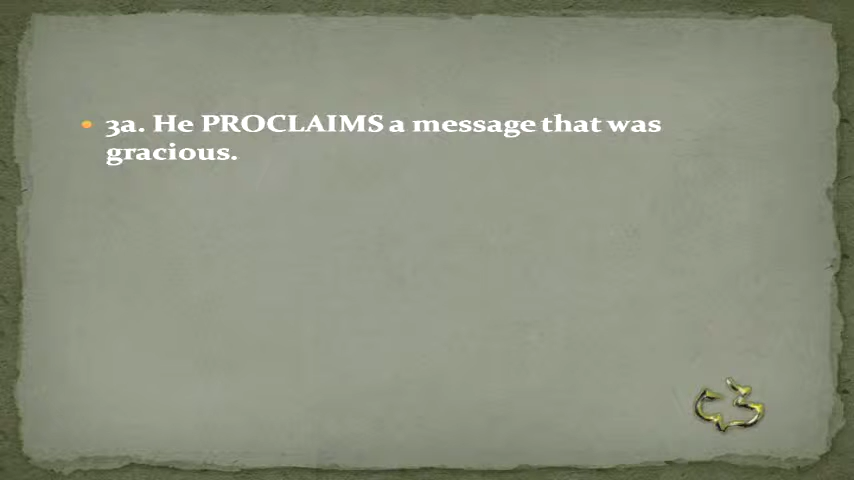 • 3a. He PROCLAIMS a message that was
gracious.